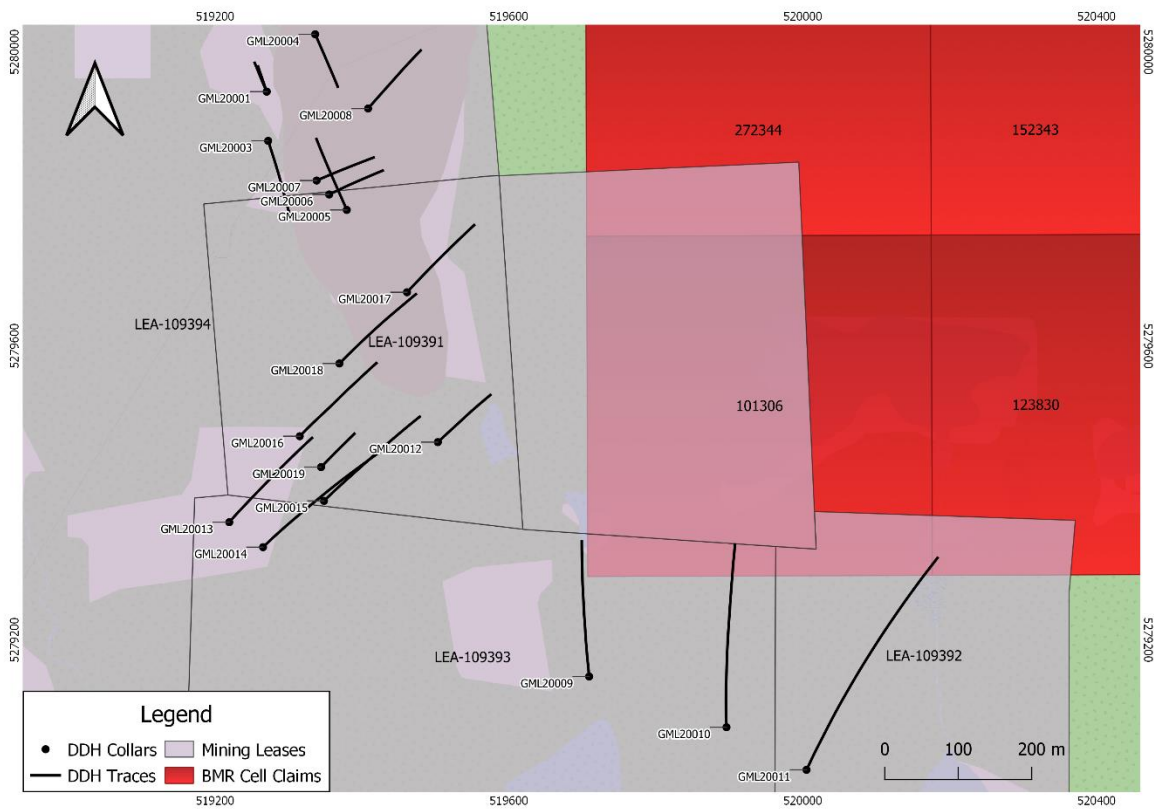 519200 519600 520000 520400
5280000 5280000
GML20004
GML20001
GML20008
272344 152343
GML20003
GML20007
GML20006
GML20005
GML20017
LEA-109394
LEA-109391
5279600 5279600
GML20018
101306 123830
GML20016
GML20012
GML20019
GML20015
GML20013
GML20014
5279200 5279200
LEA-109393 LEA-109392
GML20009
GML20010
GML20011
Legend
DDH Collars Mining Leases
DDH Traces BMR Cell Claims
0 100 200 m
519200 519600 520000 520400